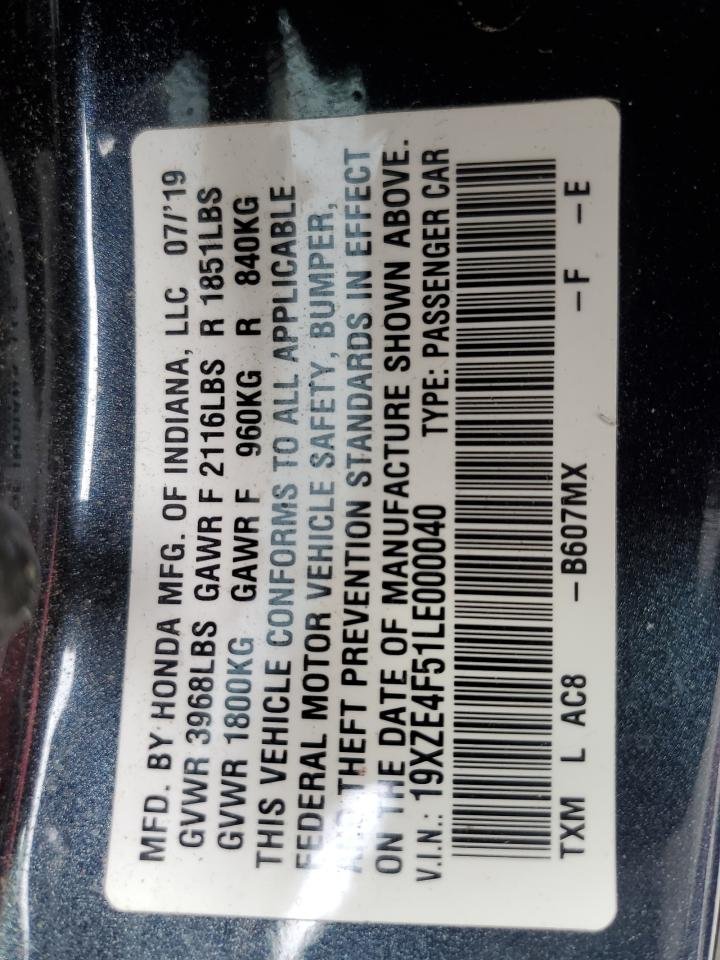 MFD. BY HONDA MFG. OF INDIANA, LLC 07/'19
GVWR 3968LBS GAWR F 2116LBS R 1851LBS
GVWR 1800KG GAWR F 960KG R 840KG
THIS VEHICLE CONFORMS TO ALL APPLICABLE
FEDERAL MOTOR VEHICLE SAFETY, BUMPER,
AND THEFT PREVENTION STANDARDS IN EFFECT
ON THE DATE OF MANUFACTURE SHOWN ABOVE.
V.I.N.: 19XZE4F51LE000040 TYPE: PASSENGER CAR
TXM L AC8 -B607MX -F -E